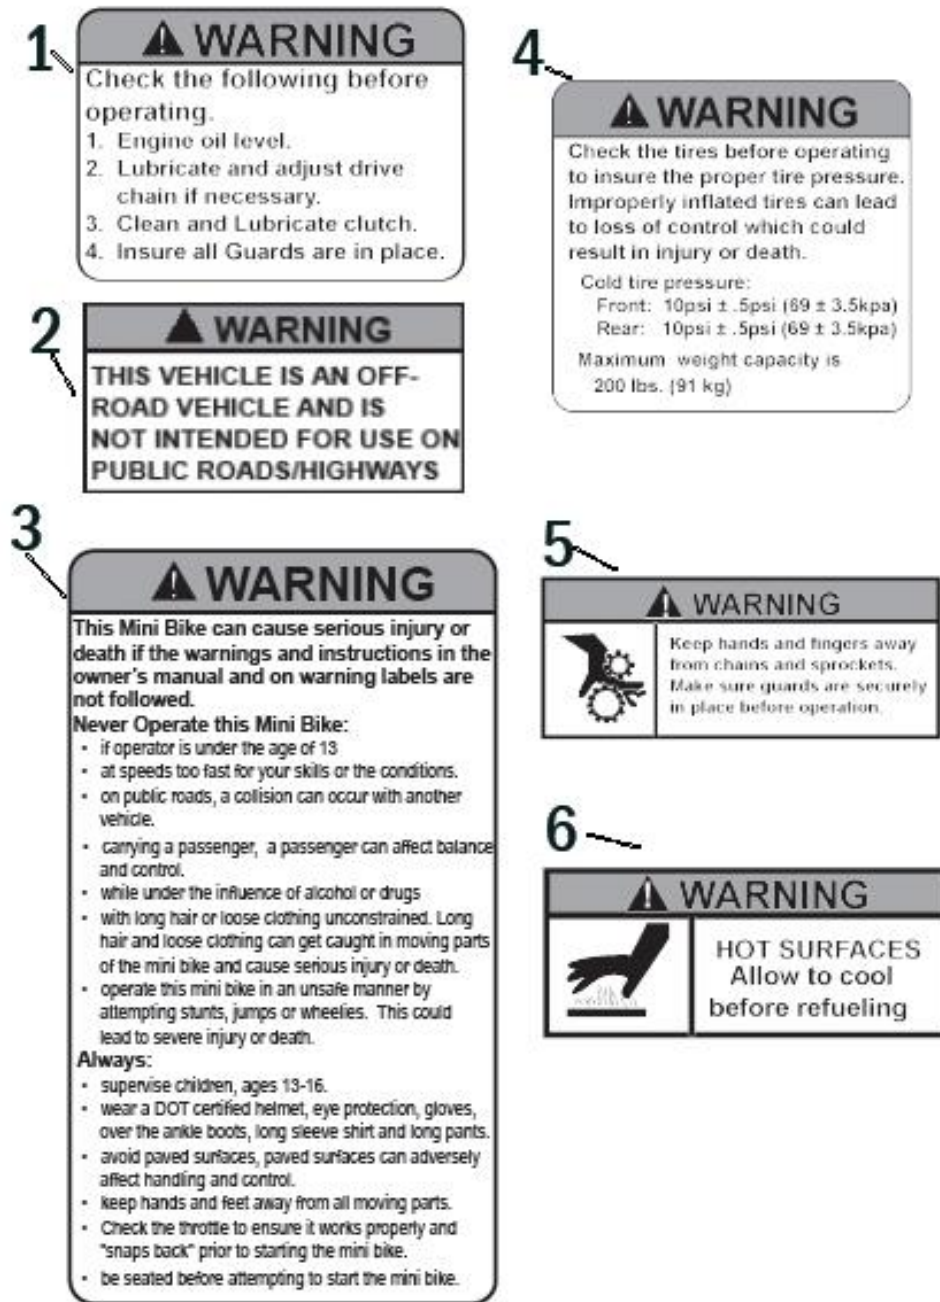 1
WARNING
Check the following before
operating.
1. Engine oil level.
2. Lubricate and adjust drive
chain if necessary.
3. Clean and Lubricate clutch.
4. Insure all Guards are in place.
2
WARNING
THIS VEHICLE IS AN OFF-
ROAD VEHICLE AND IS
NOT INTENDED FOR USE ON
PUBLIC ROADS/HIGHWAYS
3
WARNING
This Mini Bike can cause serious injury or
death if the warnings and instructions in the
owner's manual and on warning labels are
not followed.
Never Operate this Mini Bike:
• if operator is under the age of 13
• at speeds too fast for your skills or the conditions.
• on public roads, a collision can occur with another
vehicle.
• carrying a passenger, a passenger can affect balance
and control.
• while under the influence of alcohol or drugs
• with long hair or loose clothing unconstrained. Long
hair and loose clothing can get caught in moving parts
of the mini bike and cause serious injury or death.
• operate this mini bike in an unsafe manner by
attempting stunts, jumps or wheelies. This could
lead to severe injury or death.
Always:
• supervise children, ages 13-16.
• wear a DOT certified helmet, eye protection, gloves,
over the ankle boots, long sleeve shirt and long pants.
• avoid paved surfaces, paved surfaces can adversely
affect handling and control.
• keep hands and feet away from all moving parts.
• Check the throttle to ensure it works properly and
"snaps back" prior to starting the mini bike.
• be seated before attempting to start the mini bike.
4
WARNING
Check the tires before operating
to insure the proper tire pressure.
Improperly inflated tires can lead
to loss of control which could
result in injury or death.
Cold tire pressure:
Front: 10psi ± .5psi (69 ± 3.5kpa)
Rear: 10psi ± .5psi (69 ± 3.5kpa)
Maximum weight capacity is
200 lbs. (91 kg)
5
WARNING
Keep hands and fingers away
from chains and sprockets.
Make sure guards are securely
in place before operation.
6
WARNING
HOT SURFACES
Allow to cool
before refueling